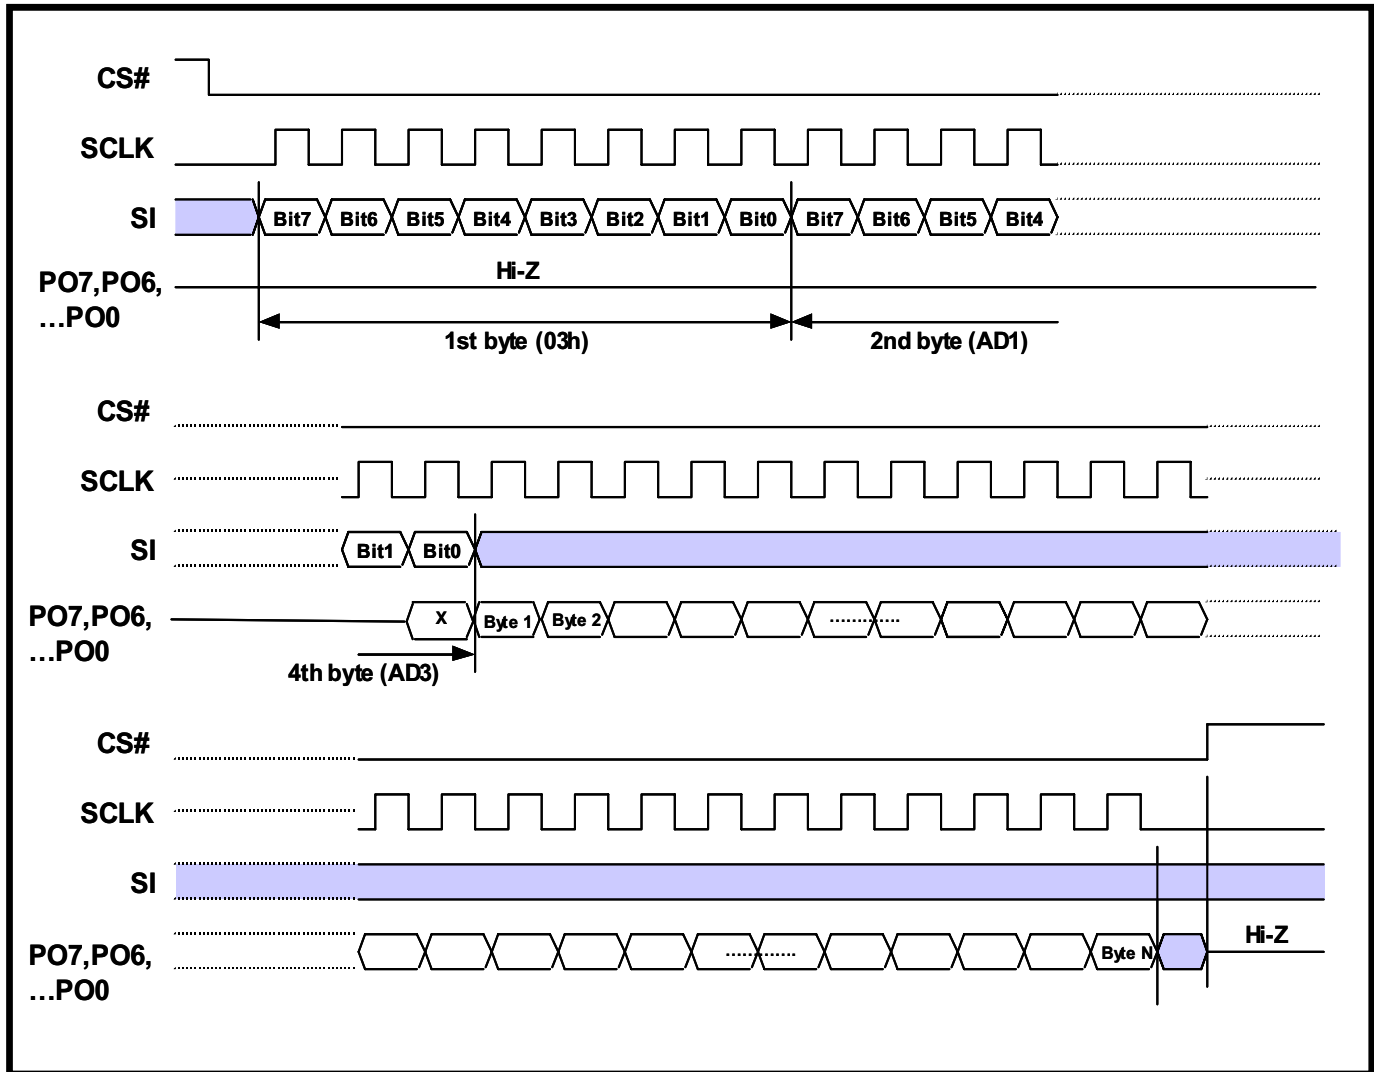 CS#
SCLK
SI
Bit7 Bit6 Bit5 Bit4 Bit3 Bit2 Bit1 Bit0 Bit7 Bit6 Bit5 Bit4
Hi-Z
PO7,PO6,
...PO0
1st byte (03h) 2nd byte (AD1)
CS#
SCLK
SI
Bit1 Bit0
PO7,PO6,
...PO0
X Byte 1 Byte 2 ............
4th byte (AD3)
CS#
SCLK
SI
PO7,PO6,
...PO0
............ Byte N Hi-Z